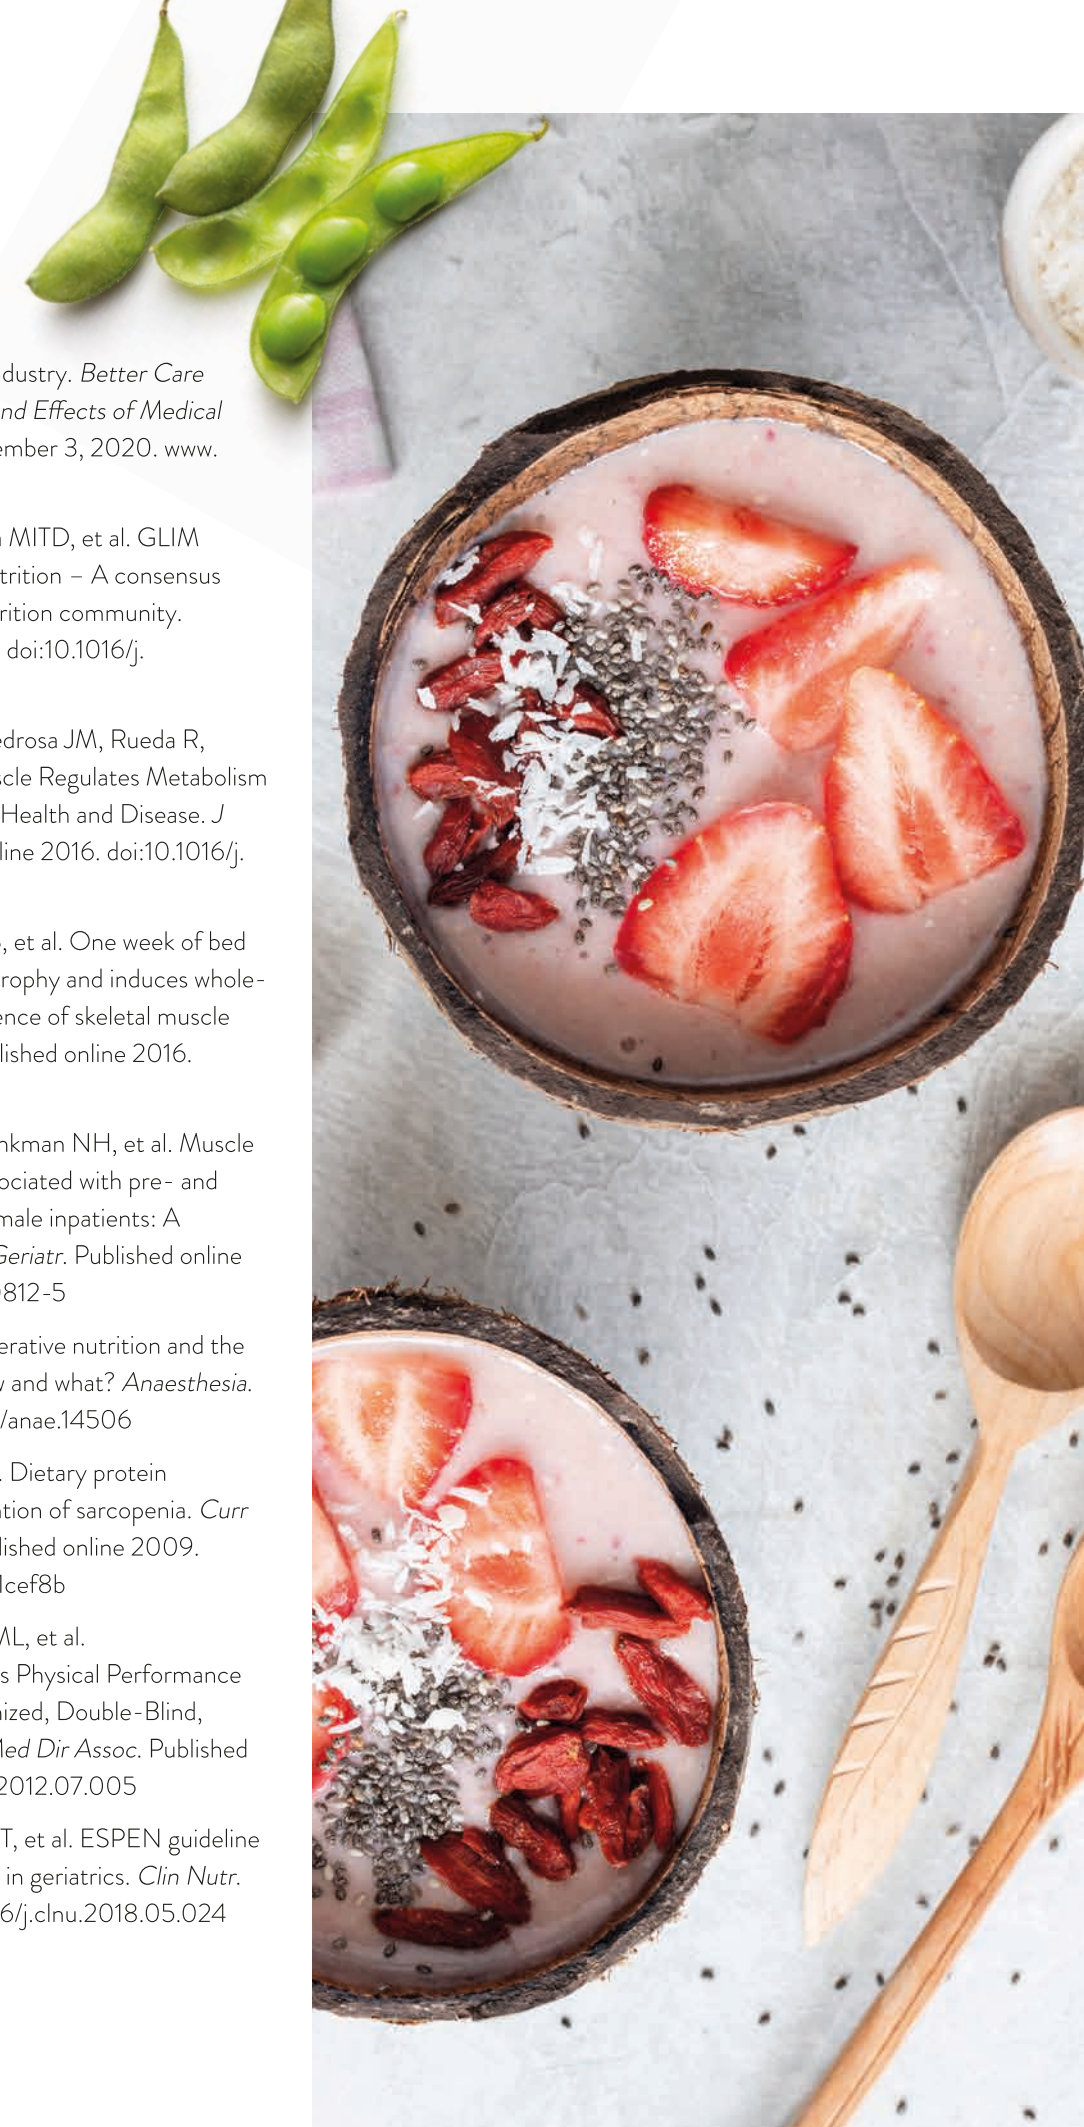 dustry. Better Care
nd Effects of Medical
ember 3, 2020. www.
MITD, et al. GLIM
trition – A consensus
rition community.
doi:10.1016/j.
edrosa JM, Rueda R,
scle Regulates Metabolism
Health and Disease. J
line 2016. doi:10.1016/j.
, et al. One week of bed
rophy and induces whole-
ence of skeletal muscle
lished online 2016.
nkman NH, et al. Muscle
ociated with pre- and
male inpatients: A
Geriatr. Published online
812-5
erative nutrition and the
and what? Anaesthesia.
/anae.14506
. Dietary protein
ation of sarcopenia. Curr
lished online 2009.
1cef8b
ML, et al.
s Physical Performance
nized, Double-Blind,
Med Dir Assoc. Published
2012.07.005
T, et al. ESPEN guideline
in geriatrics. Clin Nutr.
6/j.clnu.2018.05.024